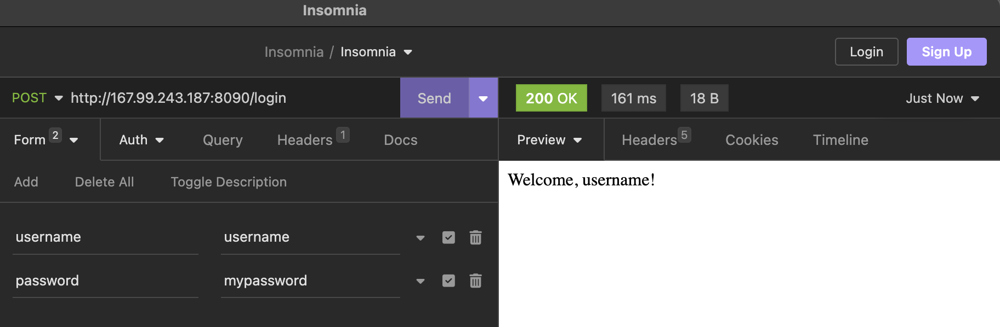 Insomnia
Insomnia / Insomnia
Login
Sign Up
POST http://167.99.243.187:8090/login
Send
200 OK
161 ms
18 B
Just Now
Form 2
Auth
Query
Headers 1
Docs
Preview
Headers 5
Cookies
Timeline
Add
Delete All
Toggle Description
Welcome, username!
username username
password mypassword